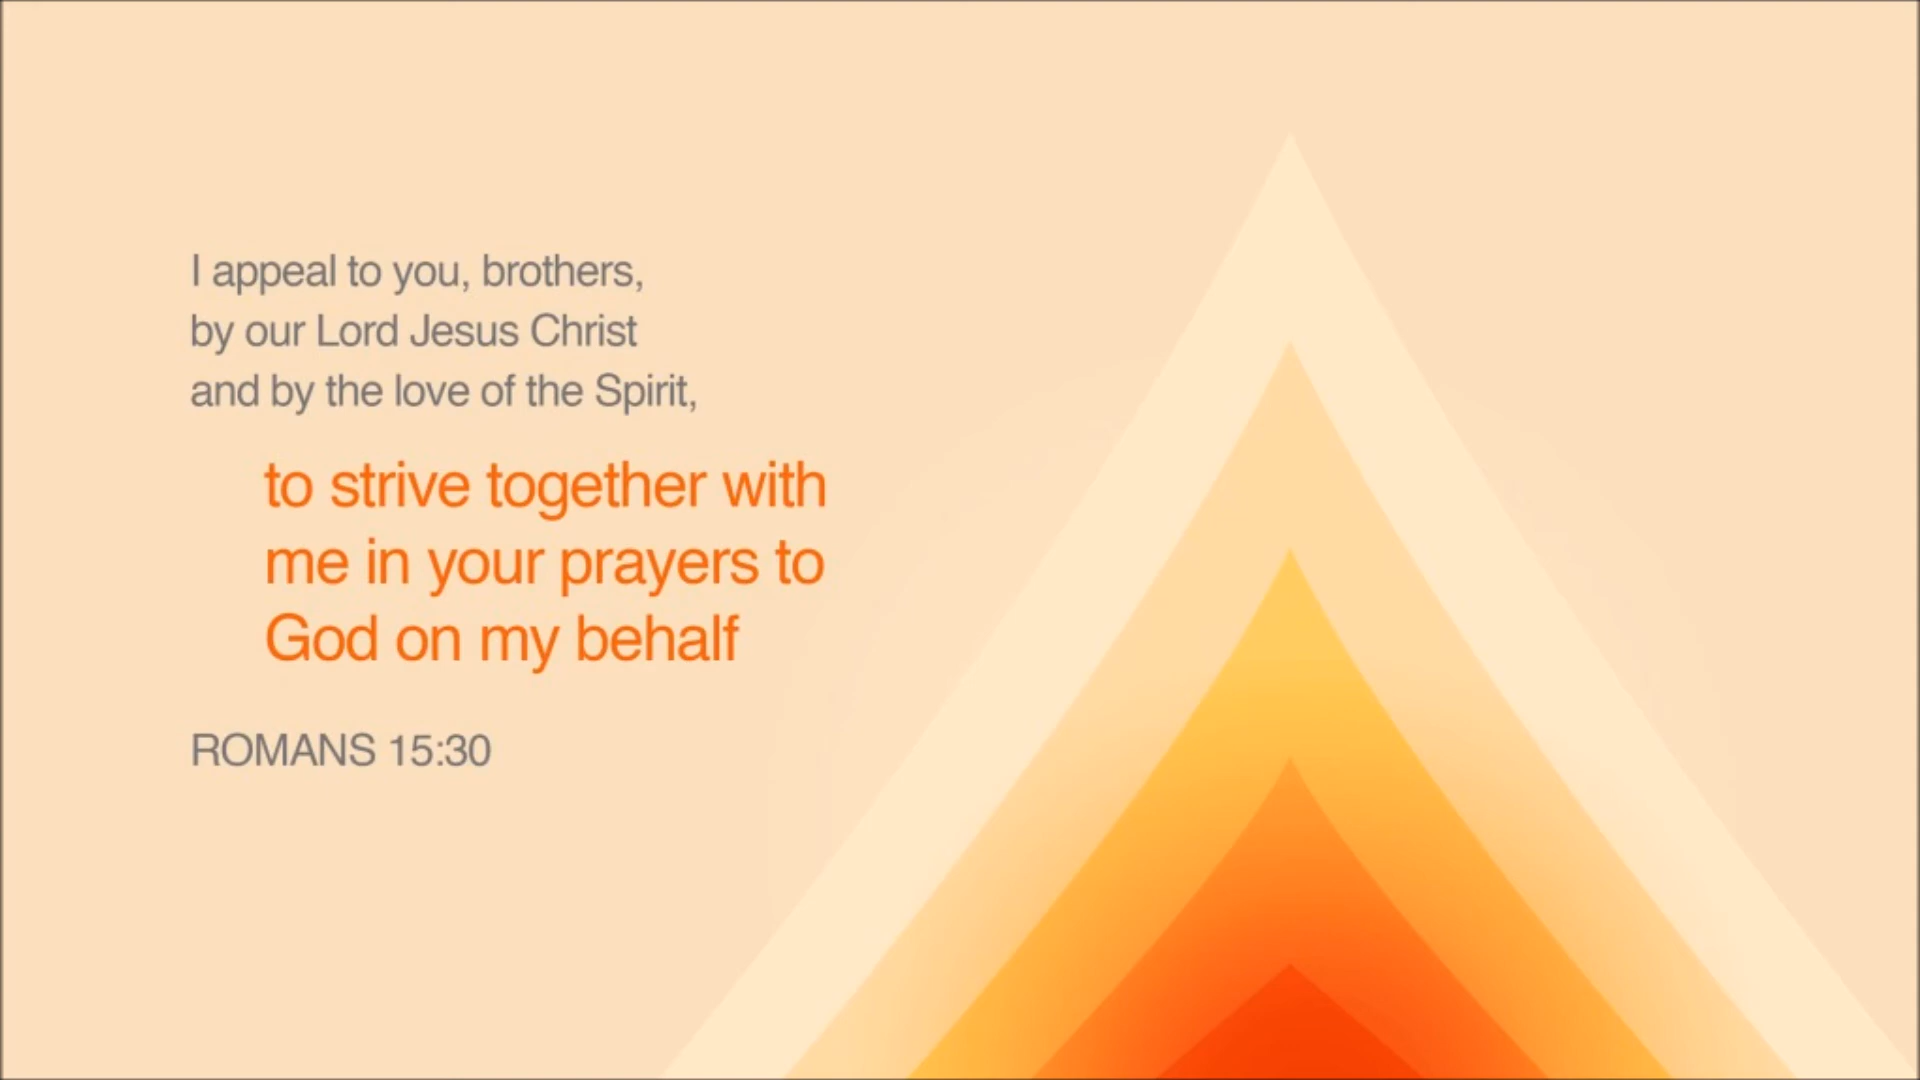 I appeal to you, brothers,
by our Lord Jesus Christ
and by the love of the Spirit,
to strive together with
me in your prayers to
God on my behalf
ROMANS 15:30